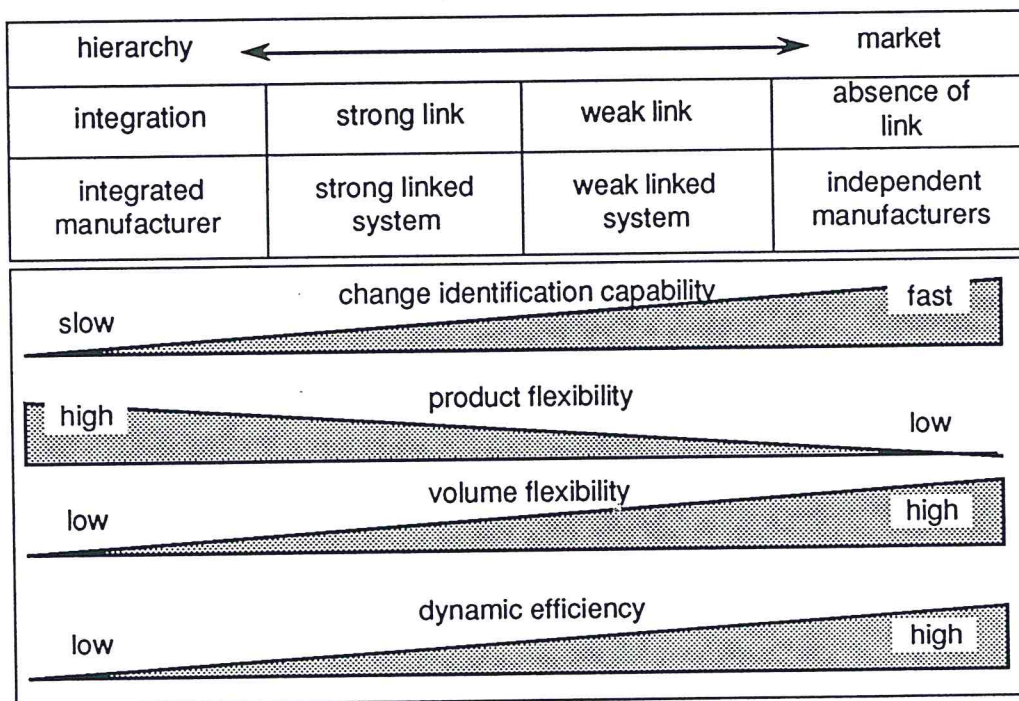 hierarchy market
integration strong link weak link absence of
link
integrated strong linked weak linked independent
manufacturer system system manufacturers
change identification capability fast
slow
product flexibility
high low
volume flexibility
low high
dynamic efficiency
low high